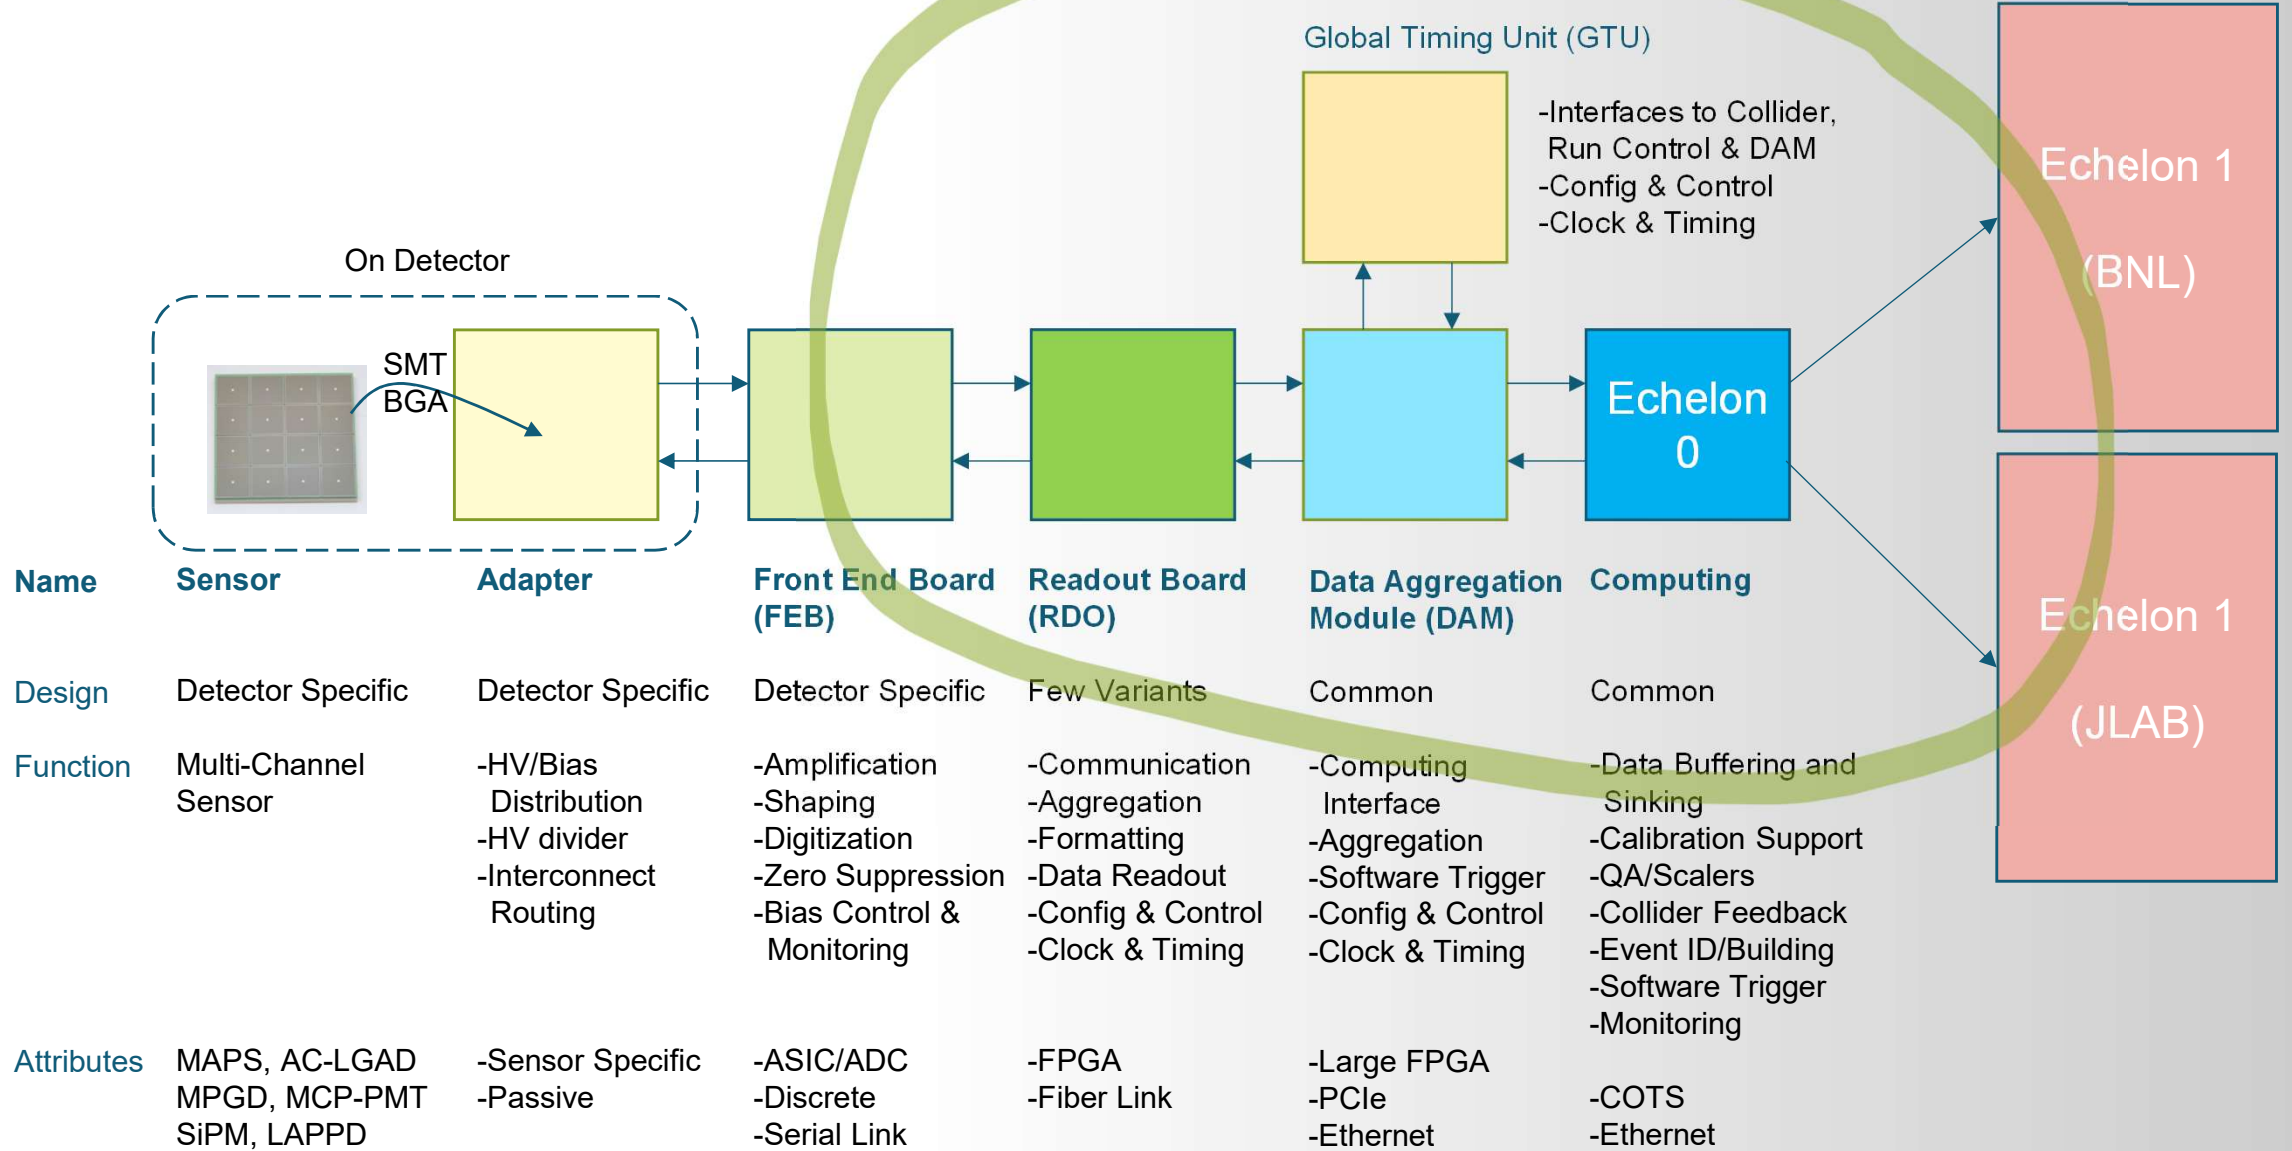 Global Timing Unit (GTU)
-Interfaces to Collider,
Run Control & DAM
-Config & Control
-Clock & Timing
Echelon 1
(BNL)
On Detector
SMT
BGA
Echelon
0
Echelon 1
(JLAB)
Name
Sensor
Adapter
Front End Board
(FEB)
Readout Board
(RDO)
Data Aggregation
Module (DAM)
Computing
Design
Detector Specific
Detector Specific
Detector Specific
Few Variants
Common
Common
Function
Multi-Channel
Sensor
-HV/Bias
Distribution
-HV divider
-Interconnect
Routing
-Amplification
-Shaping
-Digitization
-Zero Suppression
-Bias Control &
Monitoring
-Communication
-Aggregation
-Formatting
-Data Readout
-Config & Control
-Clock & Timing
-Computing
Interface
-Aggregation
-Software Trigger
-Config & Control
-Clock & Timing
-Data Buffering and
Sinking
-Calibration Support
-QA/Scalers
-Collider Feedback
-Event ID/Building
-Software Trigger
-Monitoring
Attributes
MAPS, AC-LGAD
MPGD, MCP-PMT
SiPM, LAPPD
-Sensor Specific
-Passive
-ASIC/ADC
-Discrete
-Serial Link
-FPGA
-Fiber Link
-Large FPGA
-PCIe
-Ethernet
-COTS
-Ethernet